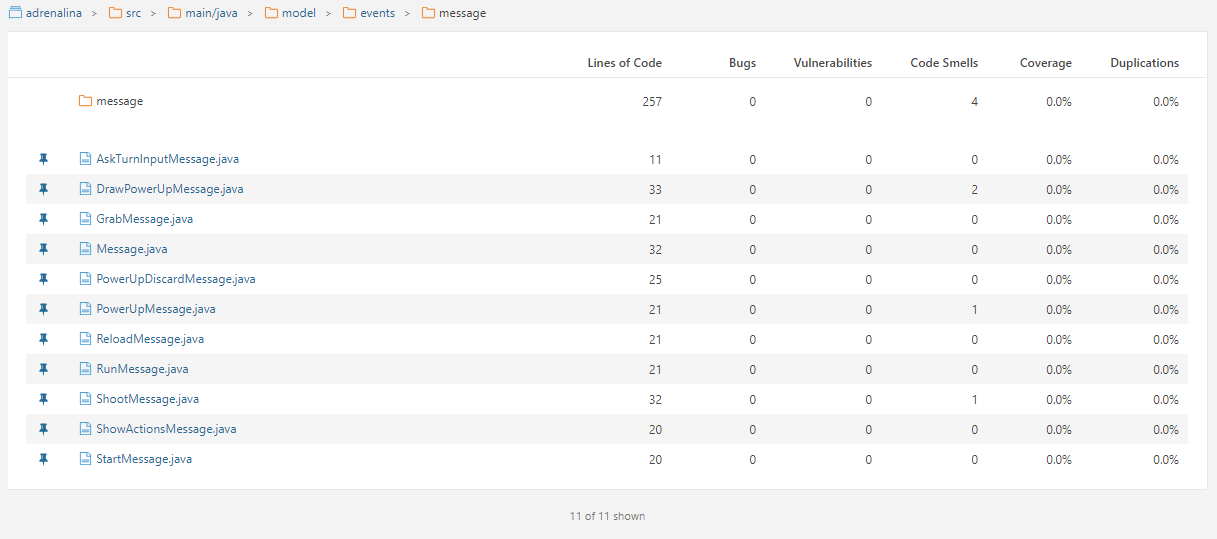 adrenalina > src > main/java > model > events > message
Lines of Code Bugs Vulnerabilities Code Smells Coverage Duplications
message 257 0 0 4 0.0% 0.0%
AskTurnInputMessage.java 11 0 0 0 0.0% 0.0%
DrawPowerUpMessage.java 33 0 0 2 0.0% 0.0%
GrabMessage.java 21 0 0 0 0.0% 0.0%
Message.java 32 0 0 0 0.0% 0.0%
PowerUpDiscardMessage.java 25 0 0 0 0.0% 0.0%
PowerUpMessage.java 21 0 0 1 0.0% 0.0%
ReloadMessage.java 21 0 0 0 0.0% 0.0%
RunMessage.java 21 0 0 0 0.0% 0.0%
ShootMessage.java 32 0 0 1 0.0% 0.0%
ShowActionsMessage.java 20 0 0 0 0.0% 0.0%
StartMessage.java 20 0 0 0 0.0% 0.0%
11 of 11 shown